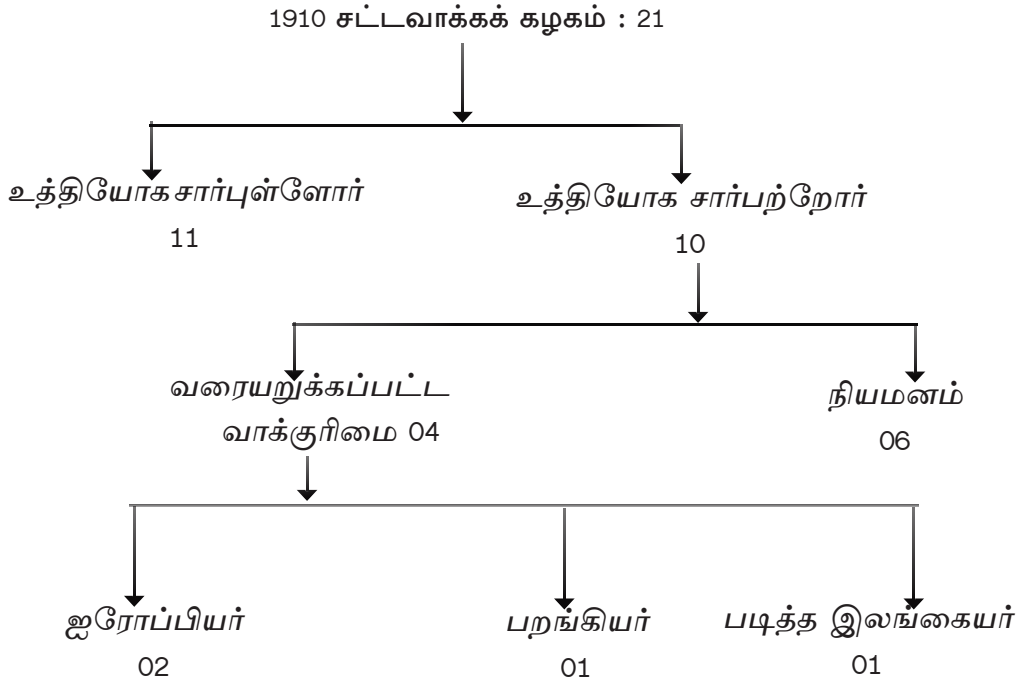 1910 சட்டவாக்கக் கழகம் : 21
உத்தியோகசார்புள்ளோர்
11
உத்தியோக சார்பற்றோர்
10
வரையறுக்கப்பட்ட
வாக்குரிமை 04
நியமனம்
06
ஐரோப்பியர்
02
பறங்கியர்
01
படித்த இலங்கையர்
01